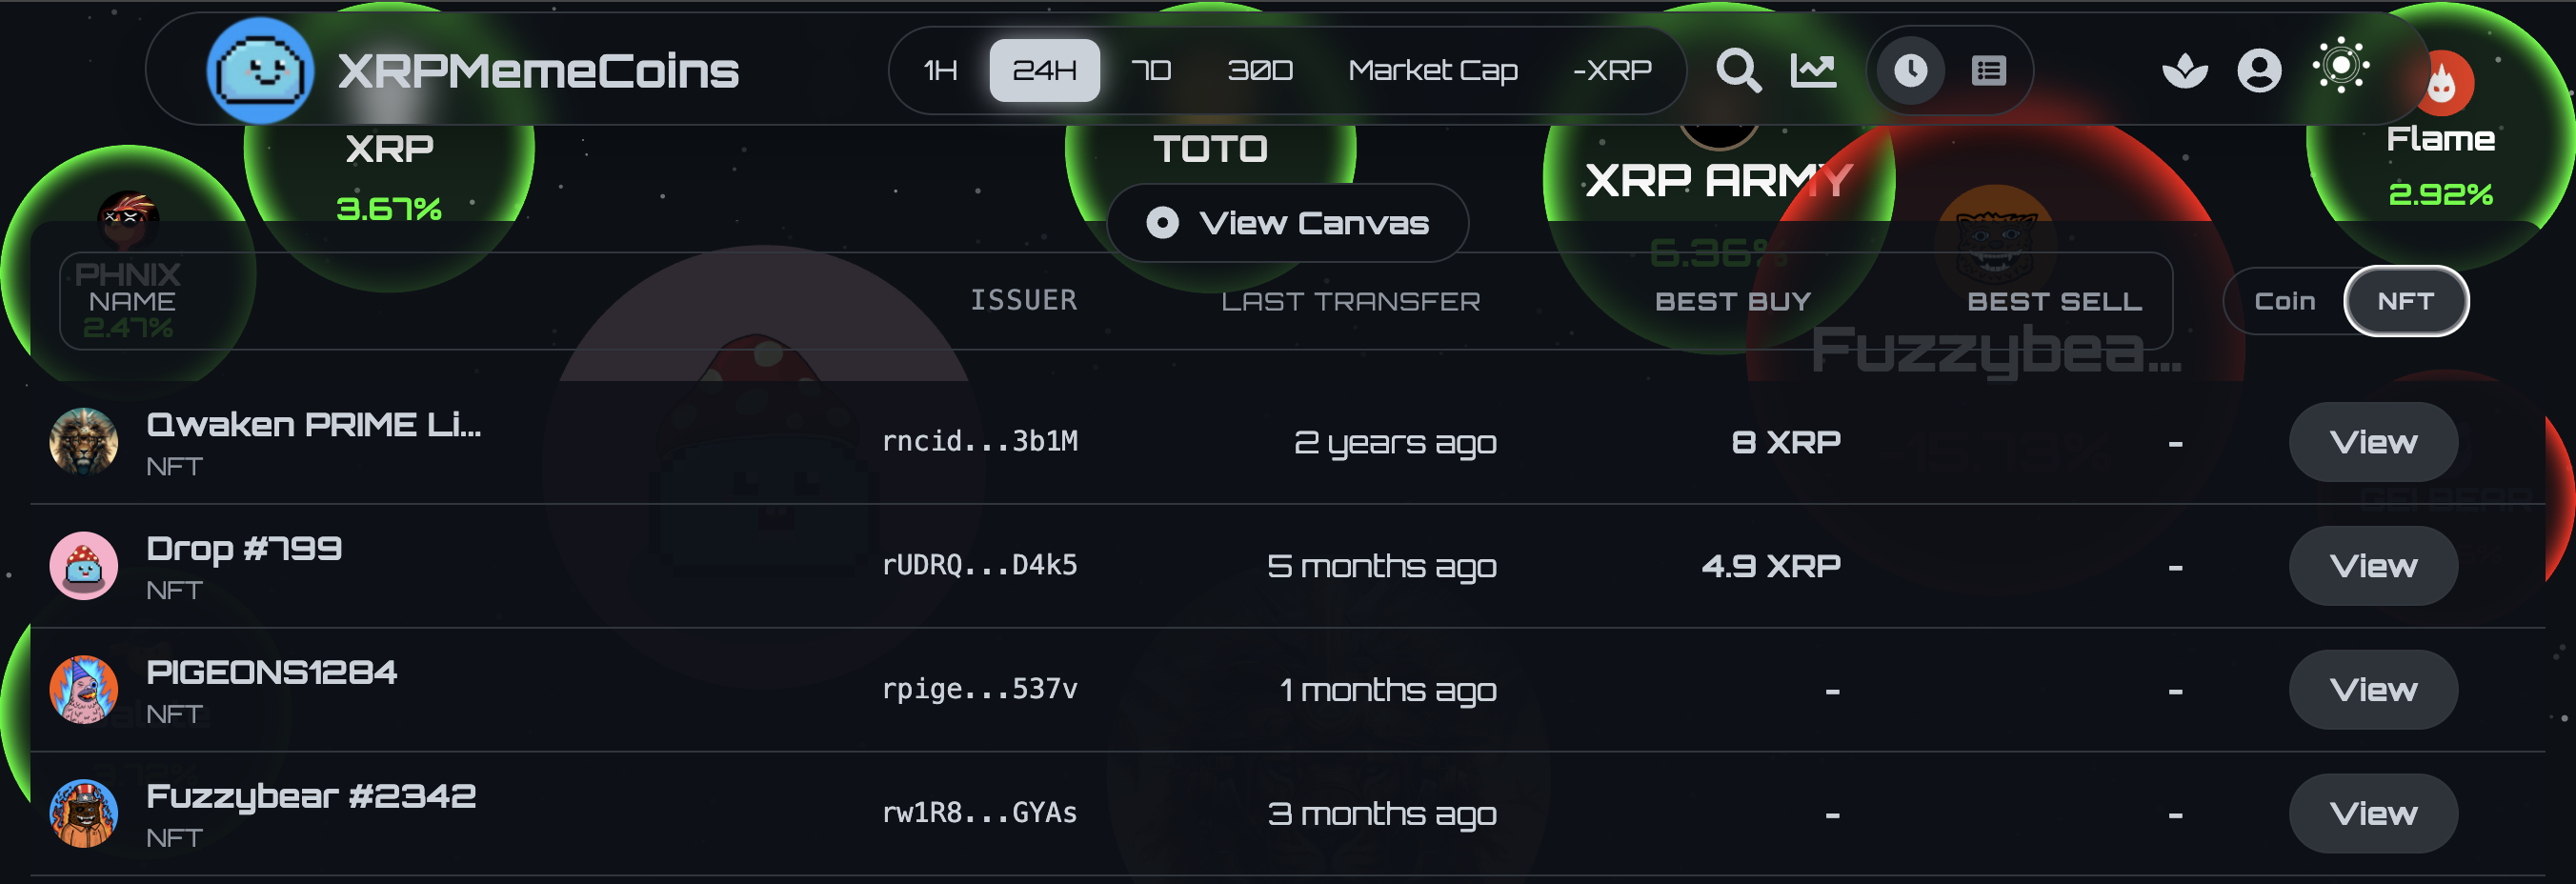 XRPMemeCoins
1H 24H 7D 30D Market Cap -XRP
XRP
3.67%
TOTO
XRP ARMY
6.36%
Flame
2.92%
View Canvas
PHNIX
2.47%
NAME ISSUER LAST TRANSFER BEST BUY BEST SELL
Coin NFT
Fuzzybea...
Qwaken PRIME Li...
NFT
rncid...3b1M 2 years ago 8 XRP - View
Drop #799
NFT
rUDRQ...D4k5 5 months ago 4.9 XRP - View
PIGEONS1284
NFT
rpige...537v 1 months ago - - View
Fuzzybear #2342
NFT
rw1R8...GYAs 3 months ago - - View